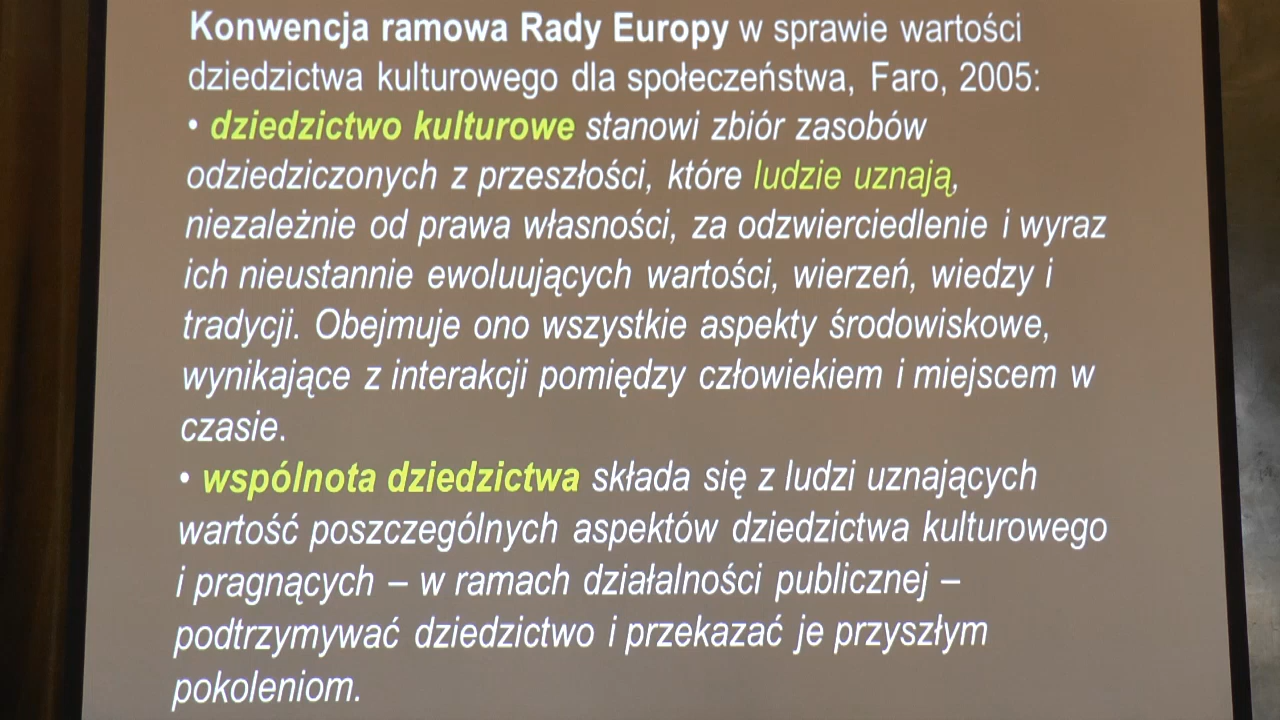 Konwencja ramowa Rady Europy w sprawie wartości
dziedzictwa kulturowego dla społeczeństwa, Faro, 2005:
• dziedzictwo kulturowe stanowi zbiór zasobów
odziedziczonych z przeszłości, które ludzie uznają,
niezależnie od prawa własności, za odzwierciedlenie i wyraz
ich nieustannie ewoluujących wartości, wierzeń, wiedzy i
tradycji. Obejmuje ono wszystkie aspekty środowiskowe,
wynikające z interakcji pomiędzy człowiekiem i miejscem w
czasie.
• wspólnota dziedzictwa składa się z ludzi uznających
wartość poszczególnych aspektów dziedzictwa kulturowego
i pragnących – w ramach działalności publicznej –
podtrzymywać dziedzictwo i przekazać je przyszłym
pokoleniom.